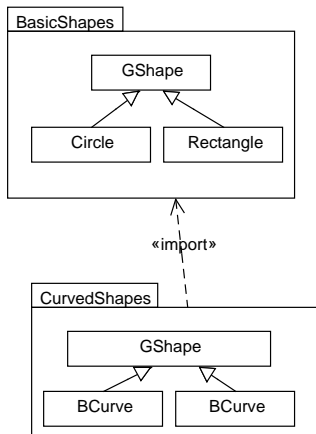 BasicShapes
GShape
Circle
Rectangle
«import»
CurvedShapes
GShape
BCurve
BCurve